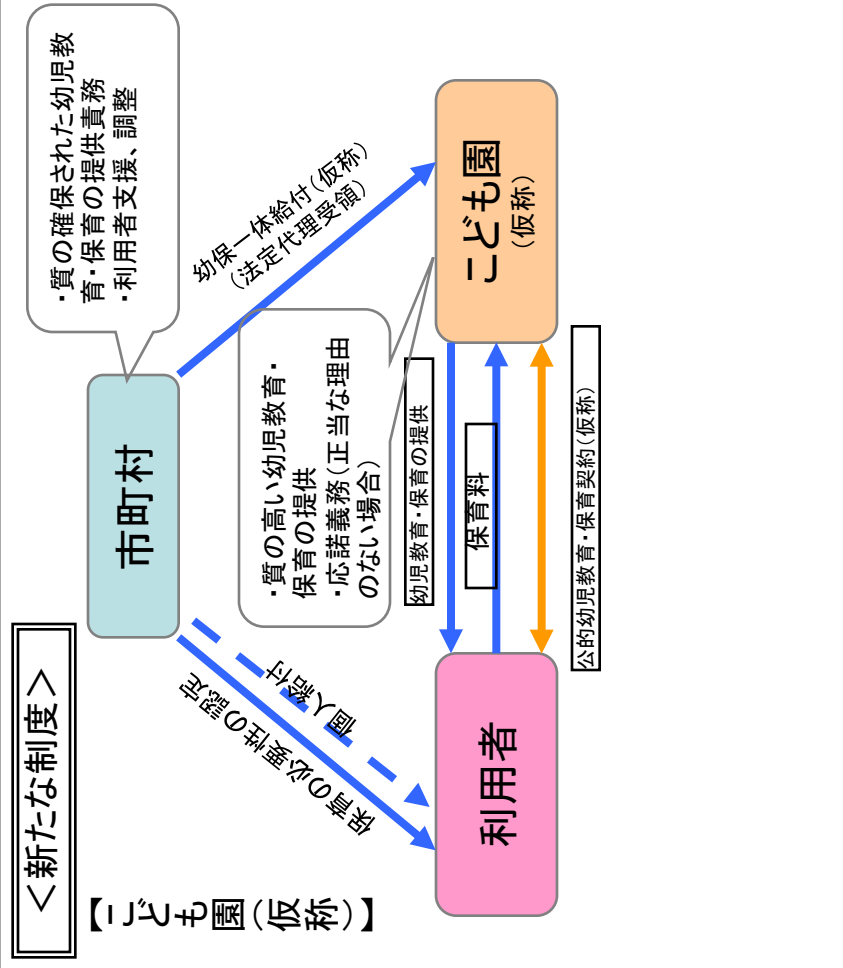 ＜新たな制度＞
【こども園（仮称）】
市町村
・質の確保された幼児教
育・保育の提供責務
・利用者支援、調整
保育の必要性の認定
個人給付
幼保一体給付（仮称）
（法定代理受領）
・質の高い幼児教育・
保育の提供
・応諾義務（正当な理由
のない場合）
幼児教育・保育の提供
保育料
利用者
こども園
（仮称）
公的幼児教育・保育契約（仮称）